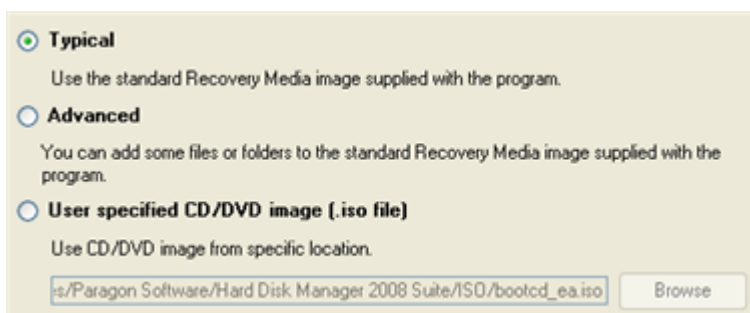 Typical
Use the standard Recovery Media image supplied with the program.
Advanced
You can add some files or folders to the standard Recovery Media image supplied with the
program.
User specified CD/DVD image (.iso file)
Use CD/DVD image from specific location.
s/Paragon Software/Hard Disk Manager 2008 Suite/ISO/bootcd_ea.iso
Browse